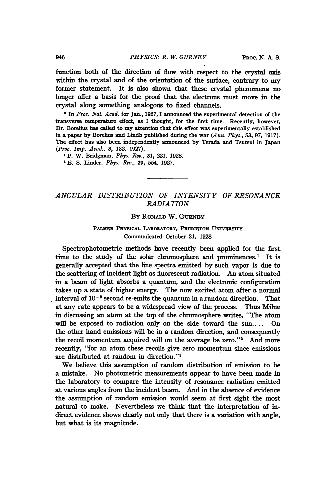 946 PHYSICS: R. W. GURNEY PROC. N. A. S.
function both of the direction of flow with respect to the crystal axis
within the crystal and of the orientation of the surface, contrary to my
former statement. It is also shown that these crystal phenomena no
longer offer a basis for the proof that the electrons must move in the
crystal along something analogous to fixed channels.
* In Proc. Nat. Acad. for Jan., 1927, I announced the experimental detection of the
transverse temperature effect, as I thought, for the first time. Recently, however,
Dr. Borelius has called to my attention that this effect was experimentally established
in a paper by Borelius and Lindh published during the war (Ann. Phys., 53, 97, 1917).
The effect has also been independently announced by Terada and Tsutsui in Japan
(Proc. Imp. Acad., 3, 132, 1927).
P. W. Bridgman, Phys. Rev., 31, 221, 1928.
E. G. Linder, Phys. Rev., 29, 554, 1927.
ANGULAR DISTRIBUTION OF INTENSITY OF RESONANCE
RADIATION
BY RONALD W. GURNEY
PALMER PHYSICAL LABORATORY, PRINCETON UNIVERSITY
Communicated October 31, 1928
Spectrophotometric methods have recently been applied for the first
time to the study of the solar chromosphere and prominences. It is
generally accepted that the line spectra emitted by such vapor is due to
the scattering of incident light as fluorescent radiation. An atom situated
in a beam of light absorbs a quantum, and the electronic configuration
takes up a state of higher energy. The now excited atom after a normal
interval of 10⁻⁸ second re-emits the quantum in a random direction. That
at any rate appears to be a widespread view of the process. Thus Milne
in discussing an atom at the top of the chromosphere writes, "The atom
will be exposed to radiation only on the side toward the sun.... On
the other hand emissions will be in a random direction, and consequently
the recoil momentum acquired will on the average be zero." And more
recently, "for an atom these recoils give zero momentum since emissions
are distributed at random in direction."
We believe this assumption of random distribution of emission to be
a mistake. No photometric measurements appear to have been made in
the laboratory to compare the intensity of resonance radiation emitted
at various angles from the incident beam. And in the absence of evidence
the assumption of random emission would seem at first sight the most
natural to make. Nevertheless we think that the interpretation of in-
direct evidence shows clearly not only that there is a variation with angle,
but what is its magnitude.